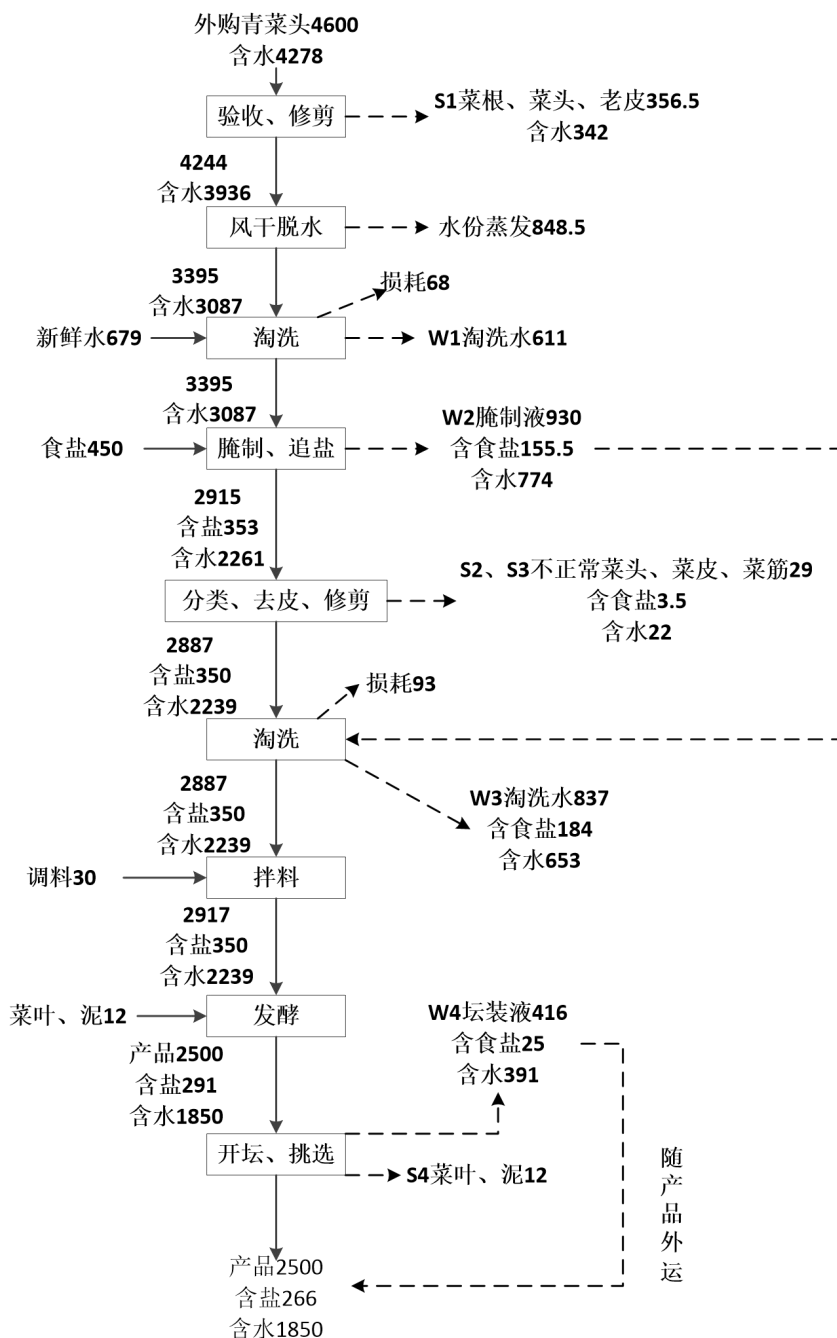 外购青菜头4600
含水4278
验收、修剪
S1菜根、菜头、老皮356.5
含水342
4244
含水3936
风干脱水
水份蒸发848.5
3395
含水3087
损耗68
新鲜水679
淘洗
W1淘洗水611
3395
含水3087
食盐450
腌制、追盐
W2腌制液930
含食盐155.5
含水774
2915
含盐353
含水2261
分类、去皮、修剪
S2、S3不正常菜头、菜皮、菜筋29
含食盐3.5
含水22
2887
含盐350
含水2239
损耗93
淘洗
W3淘洗水837
含食盐184
含水653
2887
含盐350
含水2239
调料30
拌料
2917
含盐350
含水2239
菜叶、泥12
发酵
W4坛装液416
含食盐25
含水391
产品2500
含盐291
含水1850
开坛、挑选
S4菜叶、泥12
随产品外运
产品2500
含盐266
含水1850